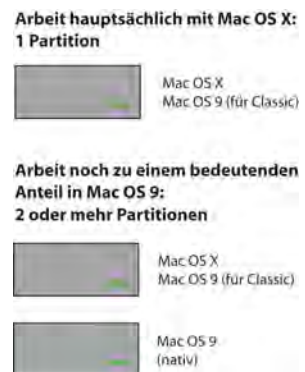 Arbeit hauptsächlich mit Mac OS X:
1 Partition
Mac OS X
Mac OS 9 (für Classic)
Arbeit noch zu einem bedeutenden
Anteil in Mac OS 9:
2 oder mehr Partitionen
Mac OS X
Mac OS 9 (für Classic)
Mac OS 9
(nativ)